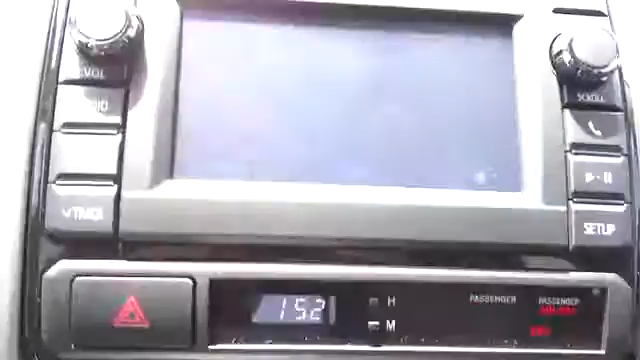 VOL
SCROLL
∨ TRACK
SETUP
1:52
H
M
PASSENGER
PASSENGER